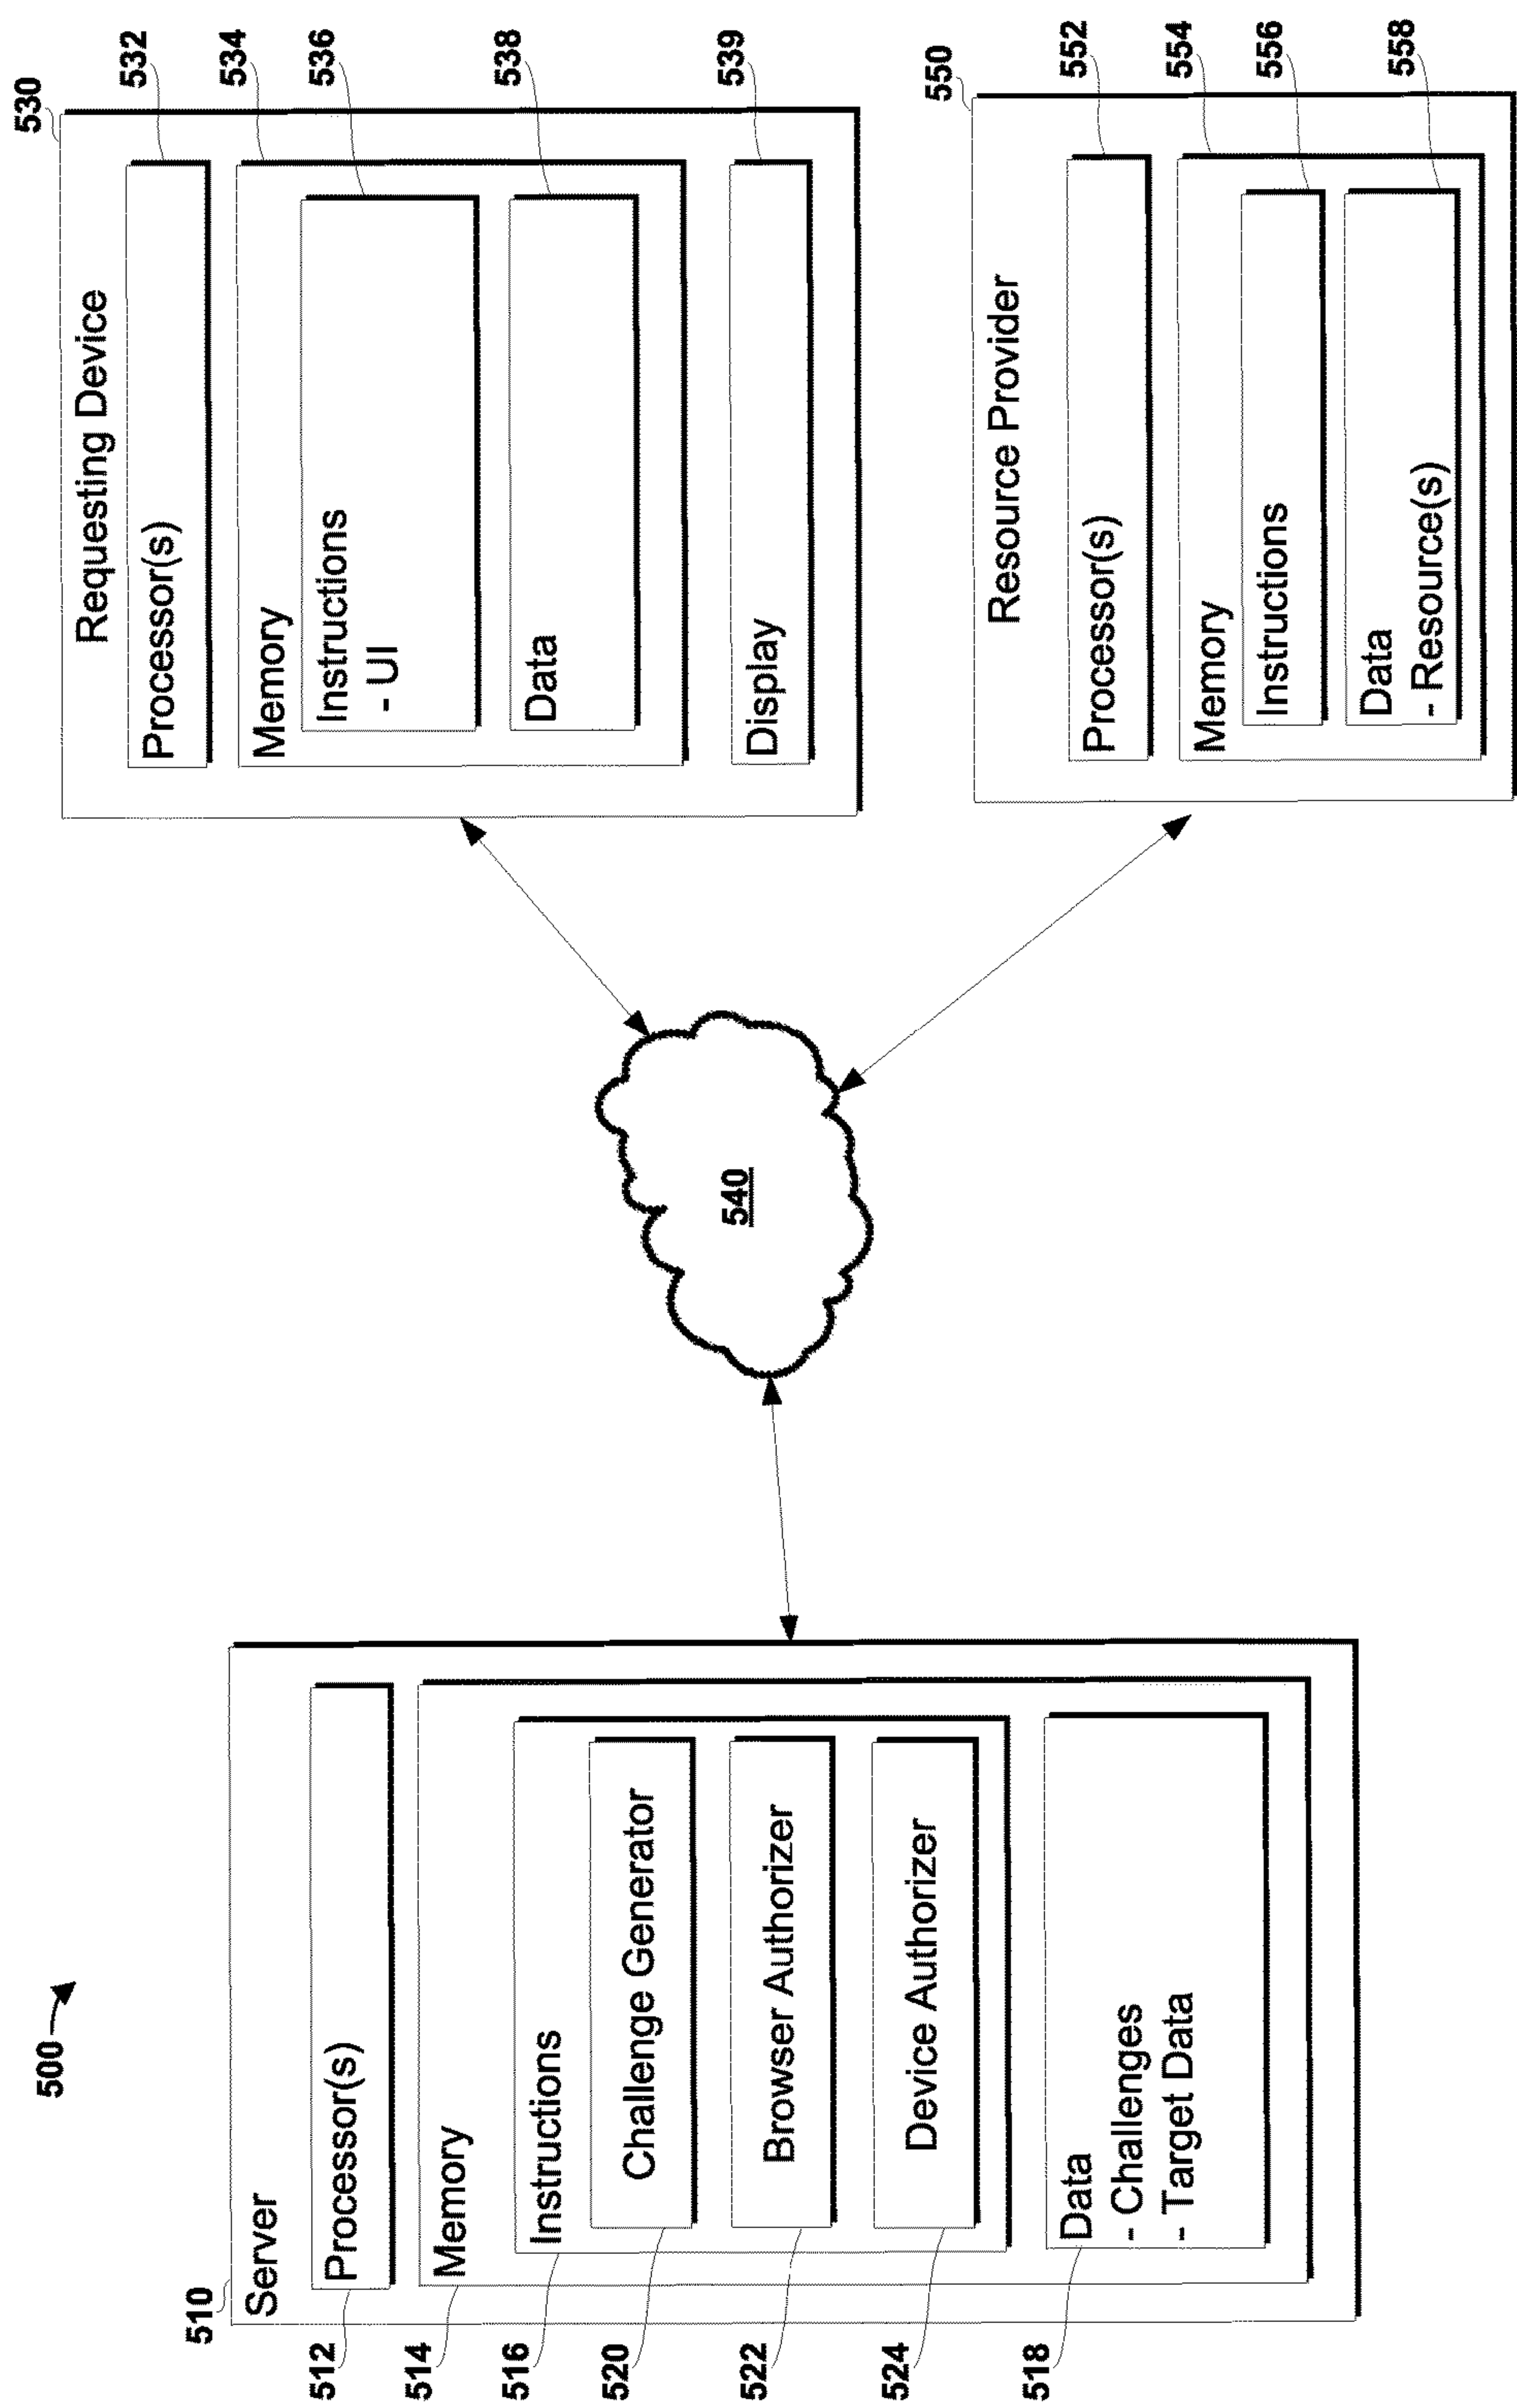 500
510
Server
512
Processor(s)
514
Memory
516
Instructions
520
Challenge Generator
522
Browser Authorizer
524
Device Authorizer
518
Data
- Challenges
- Target Data
540
530
Requesting Device
532
Processor(s)
534
Memory
536
Instructions
- UI
538
Data
539
Display
550
Resource Provider
552
Processor(s)
554
Memory
556
Instructions
558
Data
- Resource(s)